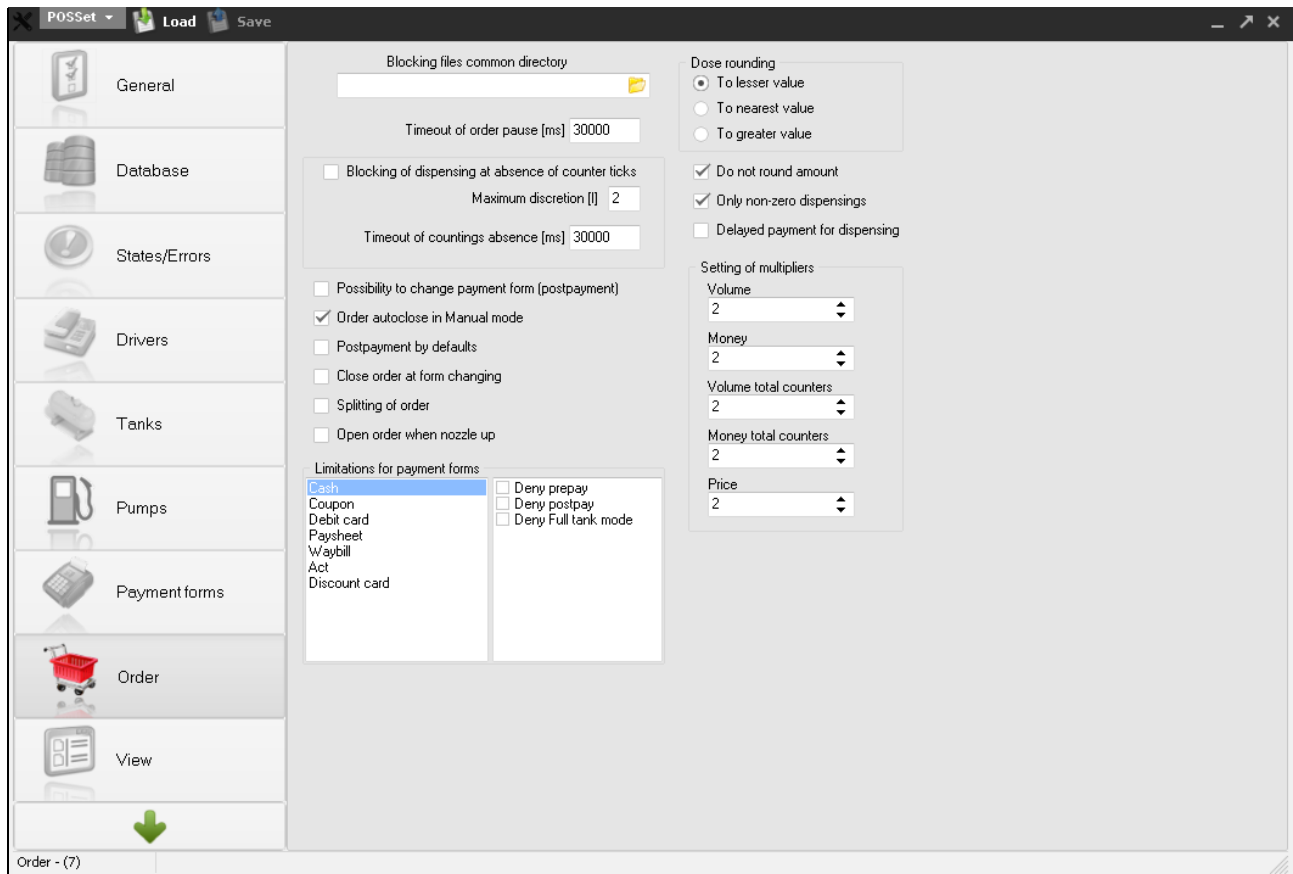 POSSet
Load
Save
General
Database
States/Errors
Drivers
Tanks
Pumps
Payment forms
Order
View
Blocking files common directory
Timeout of order pause [ms] 30000
Blocking of dispensing at absence of counter ticks
Maximum discretion [l] 2
Timeout of countings absence [ms] 30000
Possibility to change payment form (postpayment)
Order autoclose in Manual mode
Postpayment by defaults
Close order at form changing
Splitting of order
Open order when nozzle up
Limitations for payment forms
Cash
Coupon
Debit card
Paysheet
Waybill
Act
Discount card
Deny prepay
Deny postpay
Deny Full tank mode
Dose rounding
To lesser value
To nearest value
To greater value
Do not round amount
Only non-zero dispensings
Delayed payment for dispensing
Setting of multipliers
Volume
2
Money
2
Volume total counters
2
Money total counters
2
Price
2
Order - (7)